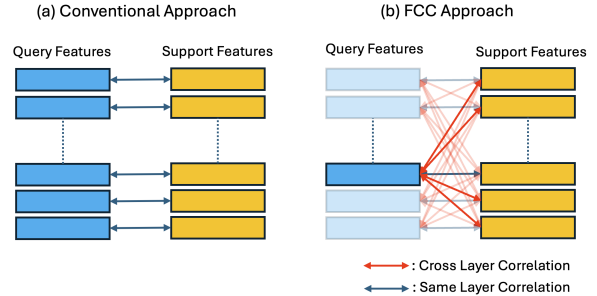 (a) Conventional Approach
(b) FCC Approach
Query Features
Support Features
Query Features
Support Features
: Cross Layer Correlation
: Same Layer Correlation